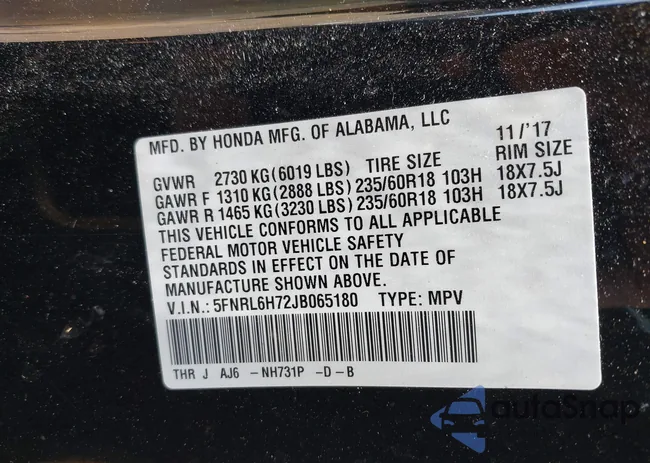 MFD. BY HONDA MFG. OF ALABAMA, LLC 11/'17
GVWR 2730 KG(6019 LBS) TIRE SIZE RIM SIZE
GAWR F 1310 KG(2888 LBS) 235/60R18 103H 18X7.5J
GAWR R 1465 KG(3230 LBS) 235/60R18 103H 18X7.5J
THIS VEHICLE CONFORMS TO ALL APPLICABLE
FEDERAL MOTOR VEHICLE SAFETY
STANDARDS IN EFFECT ON THE DATE OF
MANUFACTURE SHOWN ABOVE.
V.I.N.: 5FNRL6H72JB065180 TYPE: MPV
THR J AJ6 -NH731P -D-B
autoSnap